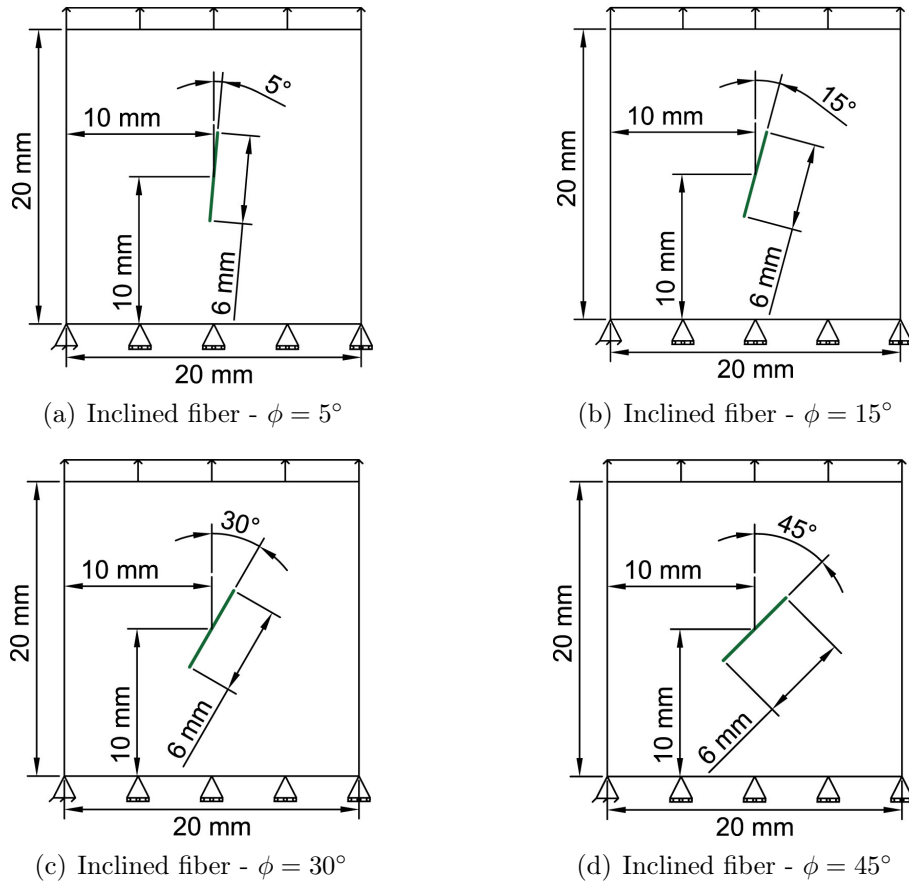 5°
10 mm
20 mm
10 mm
6 mm
20 mm
(a) Inclined fiber - ϕ = 5°
15°
10 mm
20 mm
10 mm
6 mm
20 mm
(b) Inclined fiber - ϕ = 15°
30°
10 mm
20 mm
10 mm
6 mm
20 mm
(c) Inclined fiber - ϕ = 30°
45°
10 mm
20 mm
10 mm
6 mm
20 mm
(d) Inclined fiber - ϕ = 45°